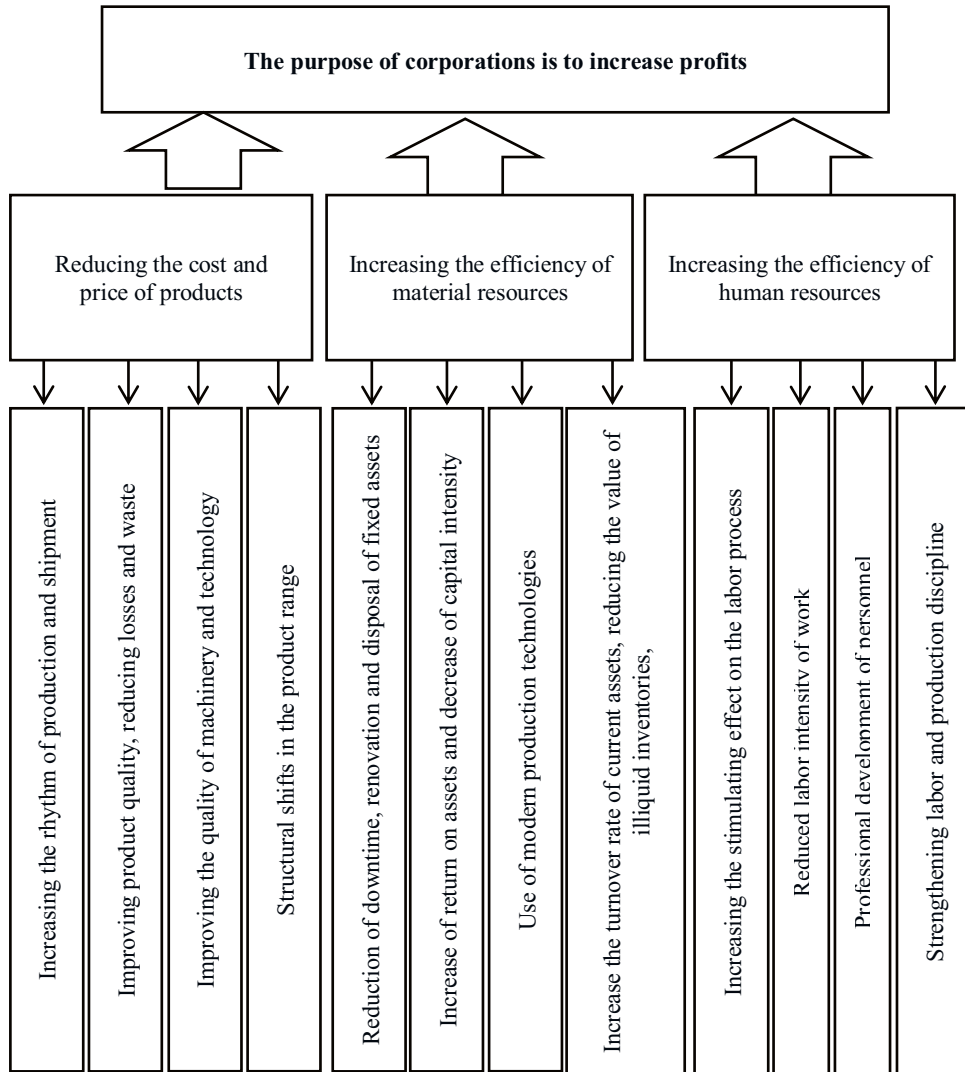 The purpose of corporations is to increase profits
Reducing the cost and
price of products
Increasing the efficiency of
material resources
Increasing the efficiency of
human resources
Increasing the rhythm of production and shipment
Improving product quality, reducing losses and waste
Improving the quality of machinery and technology
Structural shifts in the product range
Reduction of downtime, renovation and disposal of fixed assets
Increase of return on assets and decrease of capital intensity
Use of modern production technologies
Increase the turnover rate of current assets, reducing the value of
illiquid inventories,
Increasing the stimulating effect on the labor process
Reduced labor intensity of work
Professional development of personnel
Strengthening labor and production discipline